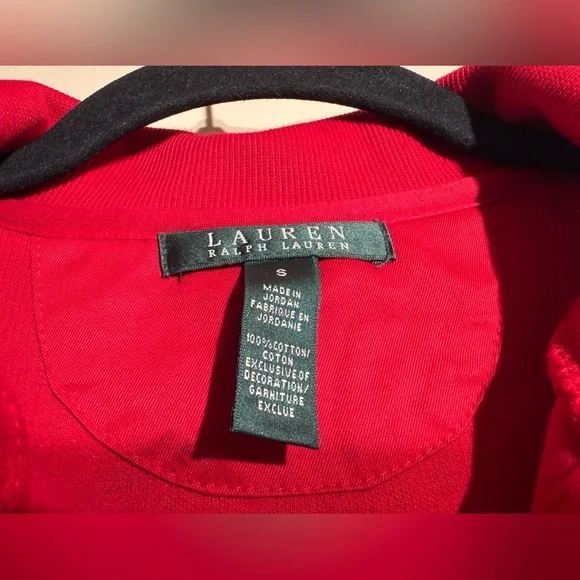 LAUREN
RALPH LAUREN
S
MADE IN
JORDAN
FABRIQUE EN
JORDANIE
100% COTTON/
COTON
EXCLUSIVE OF
DECORATION/
GARNITURE
EXCLUE